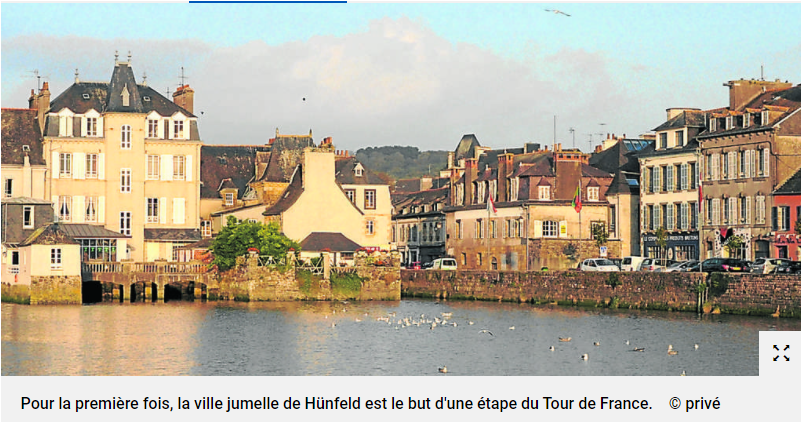 Pour la première fois, la ville jumelle de Hünfeld est le but d'une étape du Tour de France. © privé